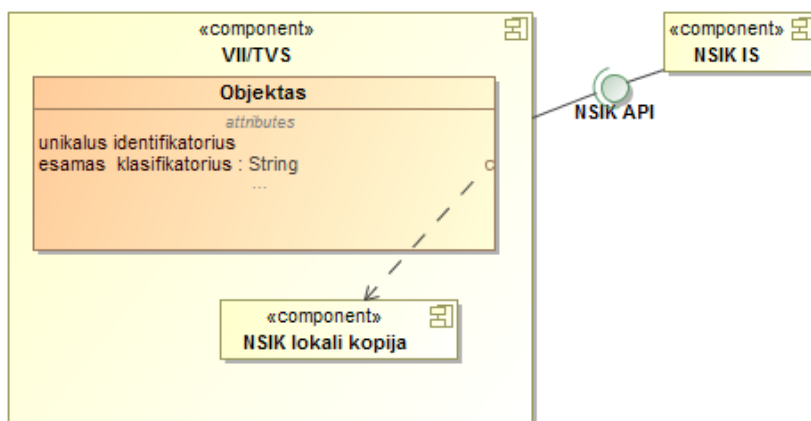 «component»
VII/TVS
Objektas
attributes
unikalus identifikatorius
esamas klasifikatorius : String
...
«component»
NSIK lokali kopija
NSIK API
«component»
NSIK IS